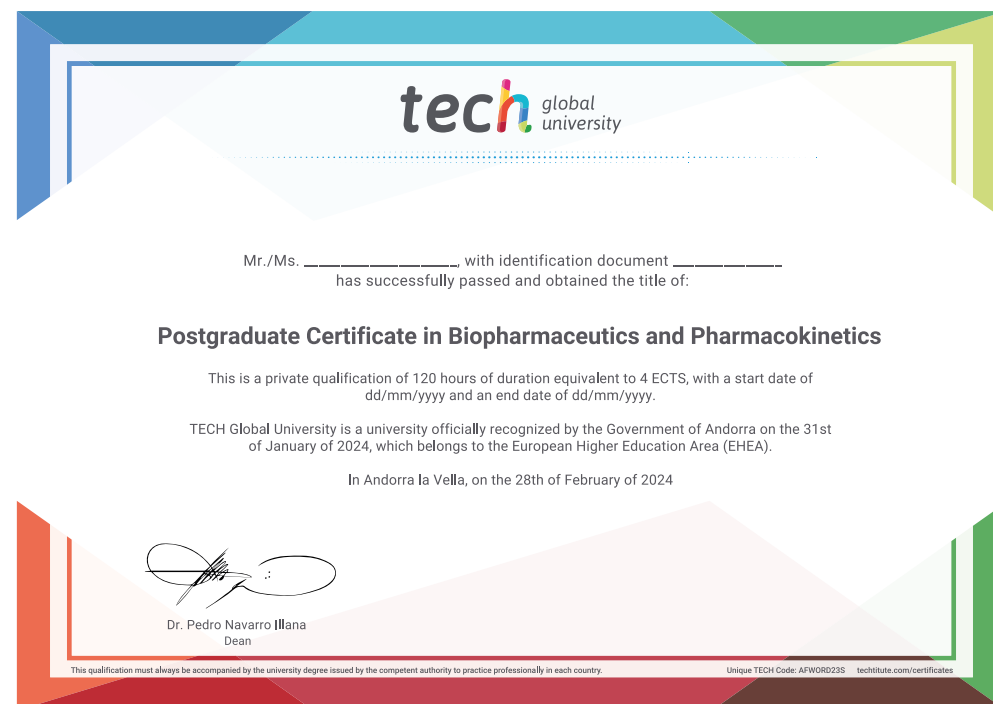 tech global university
Mr./Ms. ____________________, with identification document ______________
has successfully passed and obtained the title of:
Postgraduate Certificate in Biopharmaceutics and Pharmacokinetics
This is a private qualification of 120 hours of duration equivalent to 4 ECTS, with a start date of
dd/mm/yyyy and an end date of dd/mm/yyyy.
TECH Global University is a university officially recognized by the Government of Andorra on the 31st
of January of 2024, which belongs to the European Higher Education Area (EHEA).
In Andorra la Vella, on the 28th of February of 2024
Dr. Pedro Navarro Illana
Dean
This qualification must always be accompanied by the university degree issued by the competent authority to practice professionally in each country.
Unique TECH Code: AFWORD23S techtitute.com/certificates